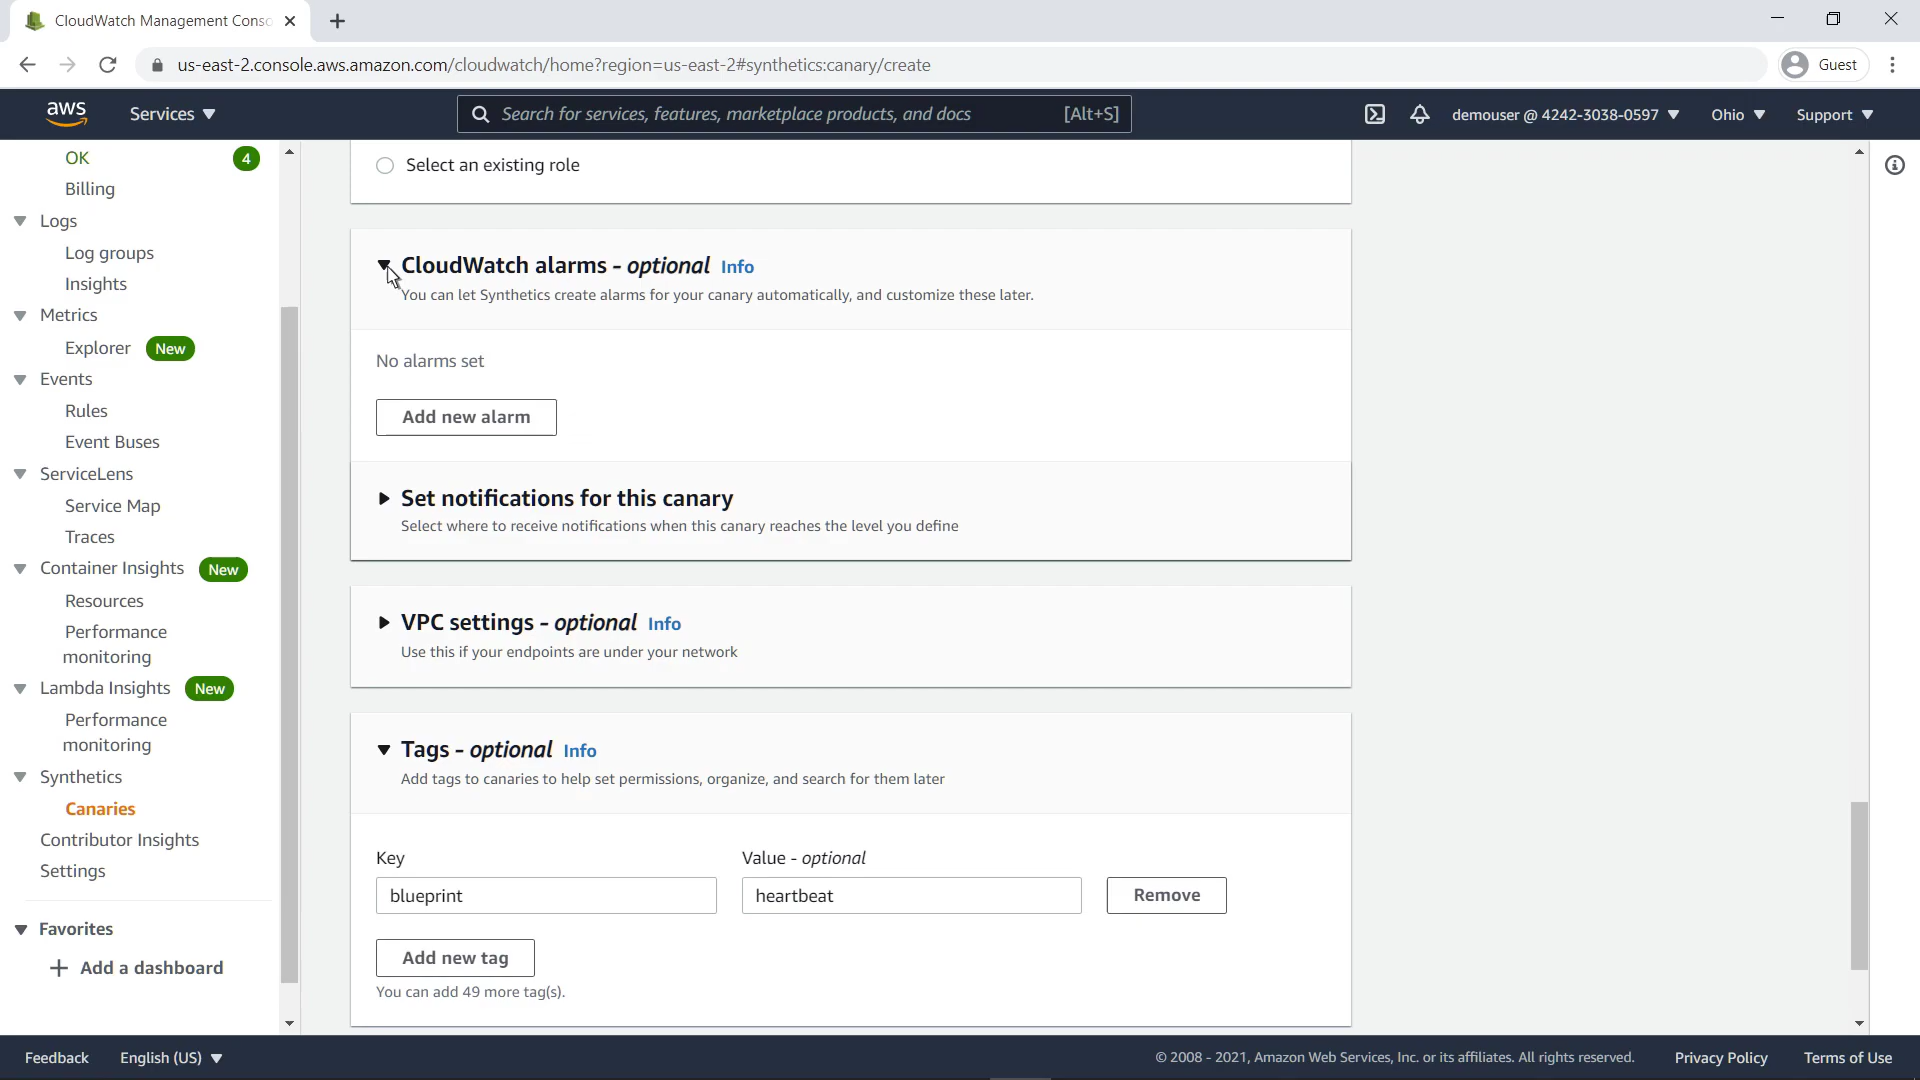 CloudWatch Management Conso
us-east-2.console.aws.amazon.com/cloudwatch/home?region=us-east-2#synthetics:canary/create
Guest
aws
Services
Search for services, features, marketplace products, and docs [Alt+S]
demouser @ 4242-3038-0597
Ohio
Support
OK 4
Billing
Logs
Log groups
Insights
Metrics
Explorer New
Events
Rules
Event Buses
ServiceLens
Service Map
Traces
Container Insights New
Resources
Performance
monitoring
Lambda Insights New
Performance
monitoring
Synthetics
Canaries
Contributor Insights
Settings
Favorites
Add a dashboard
Select an existing role
CloudWatch alarms - optional Info
You can let Synthetics create alarms for your canary automatically, and customize these later.
No alarms set
Add new alarm
Set notifications for this canary
Select where to receive notifications when this canary reaches the level you define
VPC settings - optional Info
Use this if your endpoints are under your network
Tags - optional Info
Add tags to canaries to help set permissions, organize, and search for them later
Key
Value - optional
blueprint
heartbeat
Remove
Add new tag
You can add 49 more tag(s).
Feedback
English (US)
© 2008 - 2021, Amazon Web Services, Inc. or its affiliates. All rights reserved.
Privacy Policy
Terms of Use